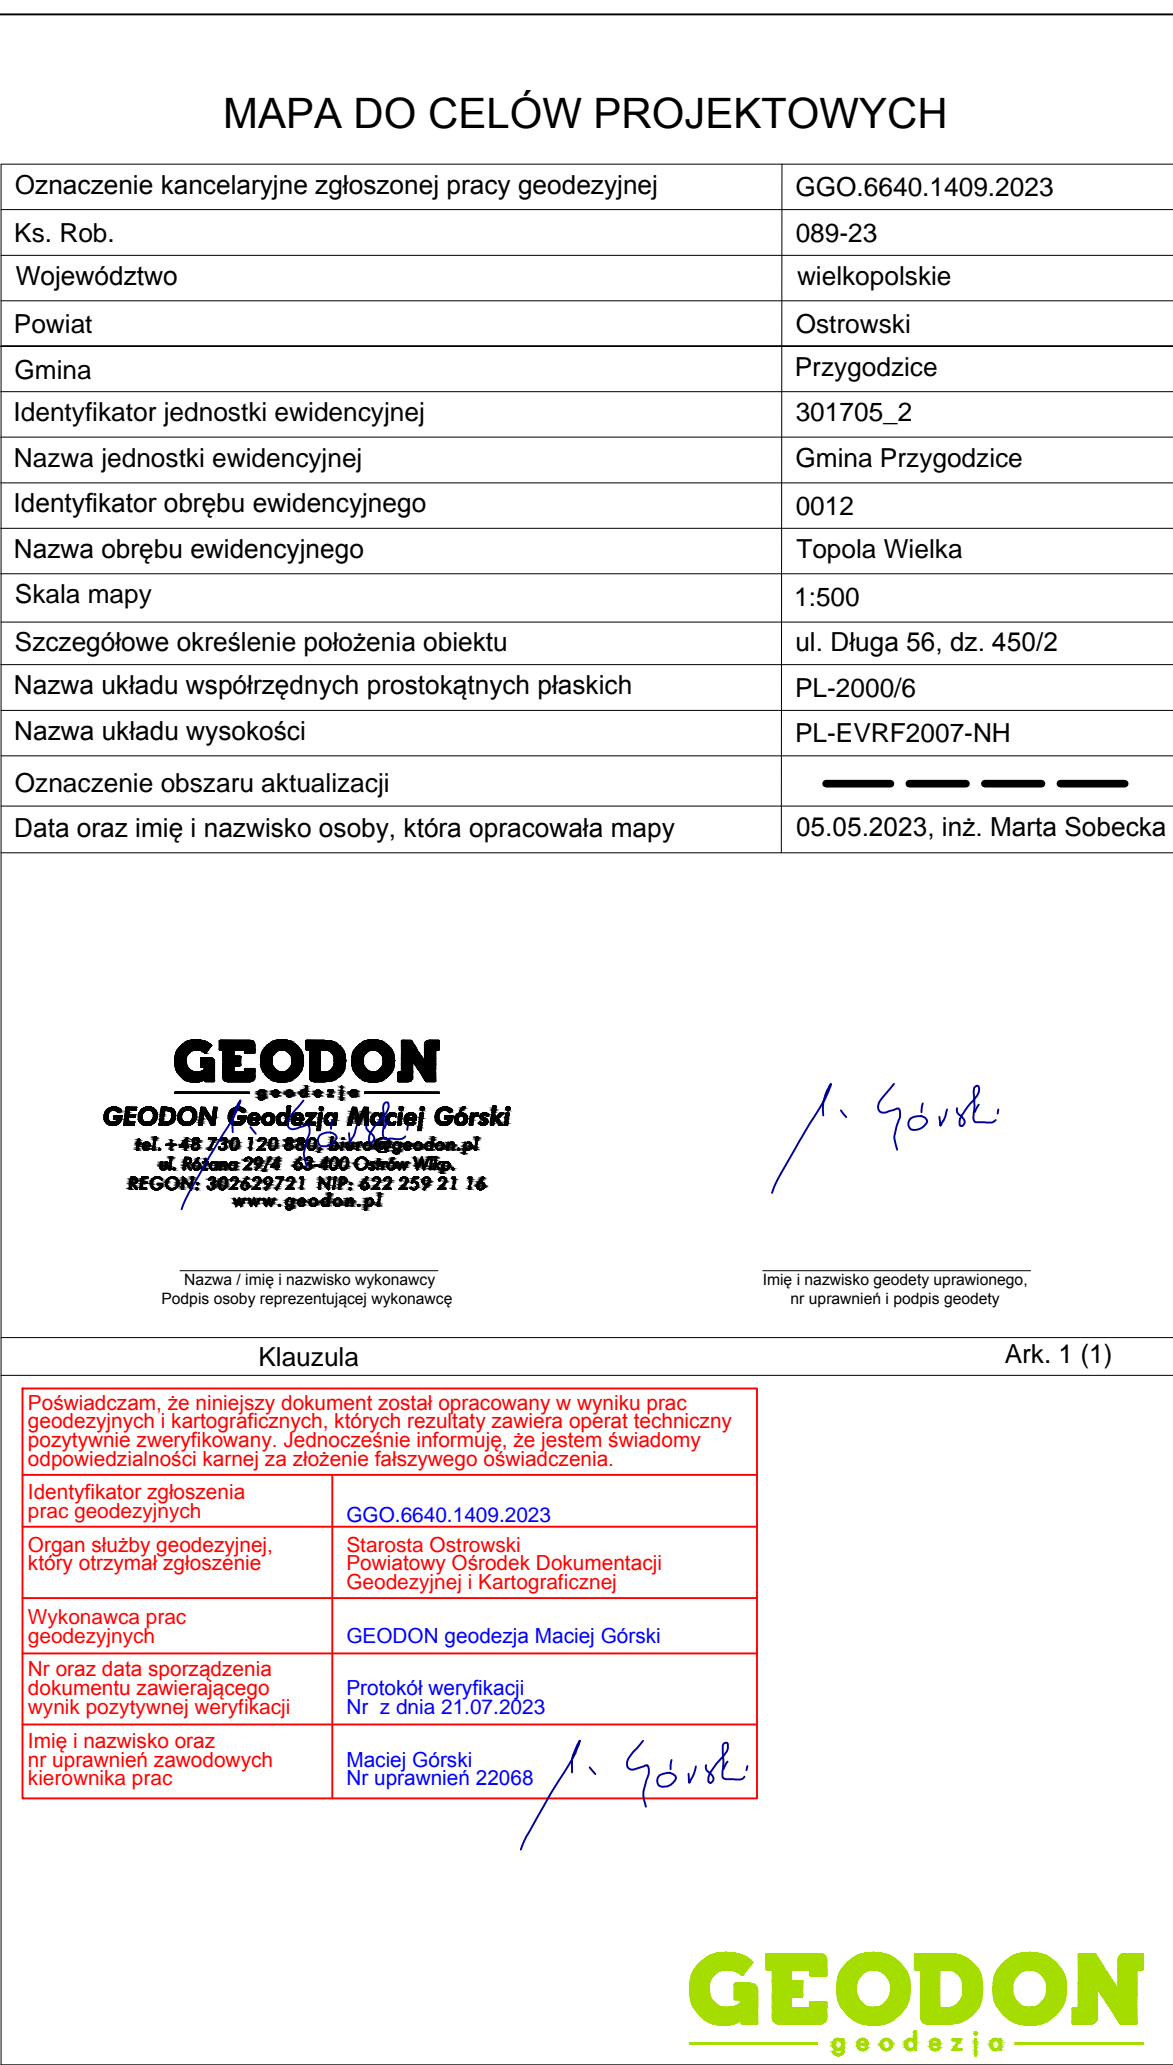 MAPA DO CELÓW PROJEKTOWYCH
Oznaczenie kancelaryjne zgłoszonej pracy geodezyjnej GGO.6640.1409.2023
Ks. Rob. 089-23
Województwo wielkopolskie
Powiat Ostrowski
Gmina Przygodzice
Identyfikator jednostki ewidencyjnej 301705_2
Nazwa jednostki ewidencyjnej Gmina Przygodzice
Identyfikator obrębu ewidencyjnego 0012
Nazwa obrębu ewidencyjnego Topola Wielka
Skala mapy 1:500
Szczegółowe określenie położenia obiektu ul. Długa 56, dz. 450/2
Nazwa układu współrzędnych prostokątnych płaskich PL-2000/6
Nazwa układu wysokości PL-EVRF2007-NH
Oznaczenie obszaru aktualizacji
Data oraz imię i nazwisko osoby, która opracowała mapy 05.05.2023, inż. Marta Sobecka
GEODON
geodezja
GEODON Geodezja Maciej Górski
tel. +48 730 120 880, biuro@geodon.pl
ul. Różana 29/4 63-400 Ostrów Wlkp.
REGON: 302629721 NIP: 622 259 21 16
www.geodon.pl
M. Górski
M. Górski
Nazwa / imię i nazwisko wykonawcy
Podpis osoby reprezentującej wykonawcę
Imię i nazwisko geodety uprawionego,
nr uprawnień i podpis geodety
Klauzula Ark. 1 (1)
Poświadczam, że niniejszy dokument został opracowany w wyniku prac
geodezyjnych i kartograficznych, których rezultaty zawiera operat techniczny
pozytywnie zweryfikowany. Jednocześnie informuję, że jestem świadomy
odpowiedzialności karnej za złożenie fałszywego oświadczenia.
Identyfikator zgłoszenia
prac geodezyjnych
GGO.6640.1409.2023
Organ służby geodezyjnej,
który otrzymał zgłoszenie
Starosta Ostrowski
Powiatowy Ośrodek Dokumentacji
Geodezyjnej i Kartograficznej
Wykonawca prac
geodezyjnych
GEODON geodezja Maciej Górski
Nr oraz data sporządzenia
dokumentu zawierającego
wynik pozytywnej weryfikacji
Protokół weryfikacji
Nr z dnia 21.07.2023
Imię i nazwisko oraz
nr uprawnień zawodowych
kierownika prac
Maciej Górski
Nr uprawnień 22068
M. Górski
GEODON
geodezja